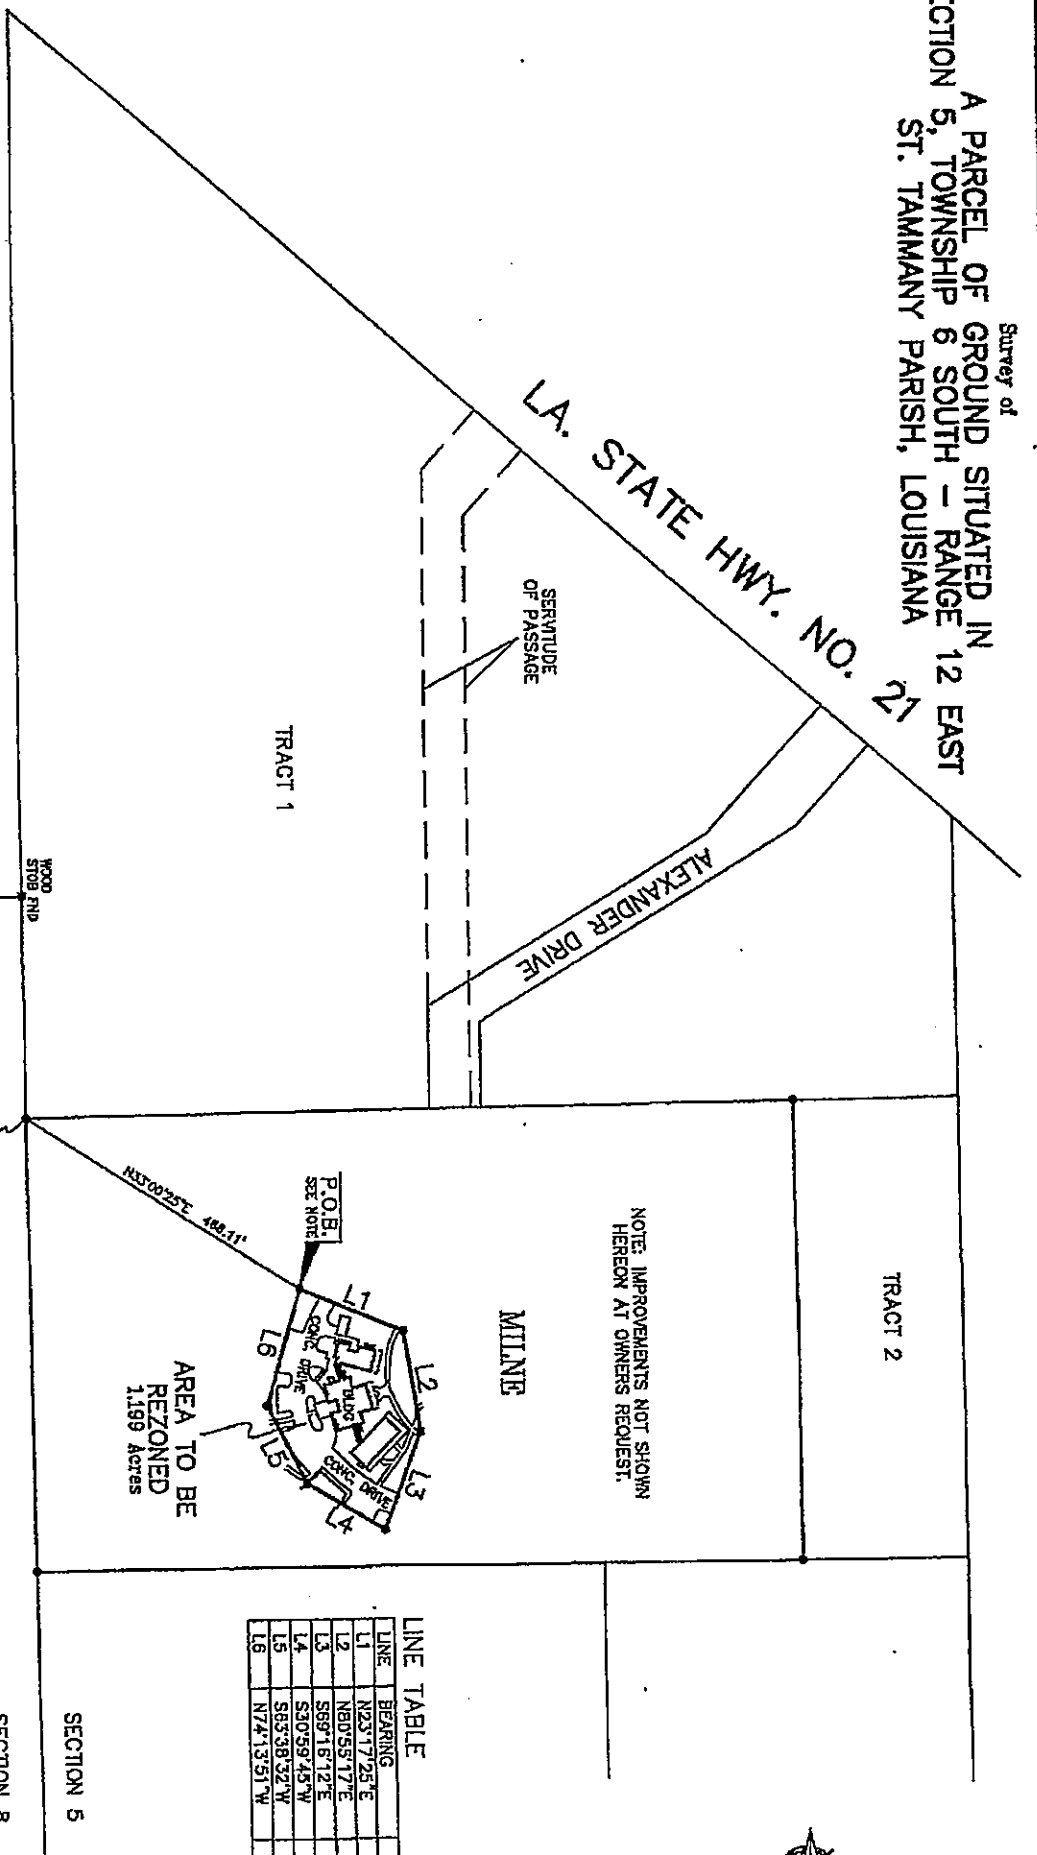 Survey of
A PARCEL OF GROUND SITUATED IN
ECTION 5, TOWNSHIP 6 SOUTH - RANGE 12 EAST
ST. TAMMANY PARISH, LOUISIANA
LA. STATE HWY. NO. 21
SERVITUDE
OF PASSAGE
ALEXANDER DRIVE
TRACT 1
WOOD
STOB FND
TRACT 2
NOTE: IMPROVEMENTS NOT SHOWN
HEREON AT OWNERS REQUEST.
MILNE
P.O.B.
SEE NOTE
N33°00'25"E 488.11'
L1
L2
L3
L4
L5
L6
CONC. DRIVE
BLDG
CONC. DRIVE
AREA TO BE
REZONED
1.199 Acres
LINE TABLE
LINE BEARING
L1 N23°17'25"E
L2 N80°55'17"E
L3 S69°16'12"E
L4 S30°59'45"W
L5 S63°38'32"W
L6 N74°13'51"W
SECTION 5
SECTION 8